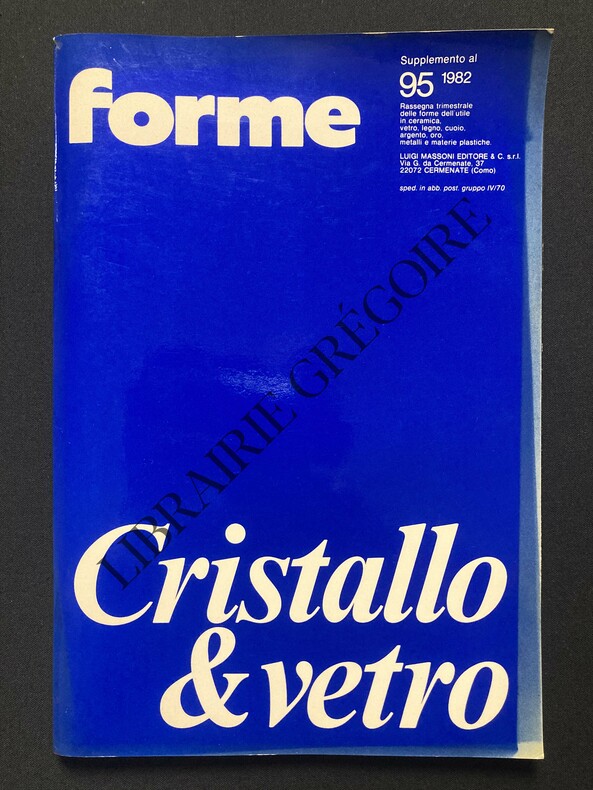 forme
Supplemento al
95 1982
Rassegna trimestrale
delle forme dell'utile
in ceramica,
vetro, legno, cuoio,
argento, oro,
metalli e materie plastiche.
LUIGI MASSONI EDITORE & C. s.r.l.
Via G. da Cermenate, 37
22072 CERMENATE (Como)
sped. in abb. post. gruppo IV/70
LIBRAIRIE GRÉGOIRE
Cristallo
& vetro